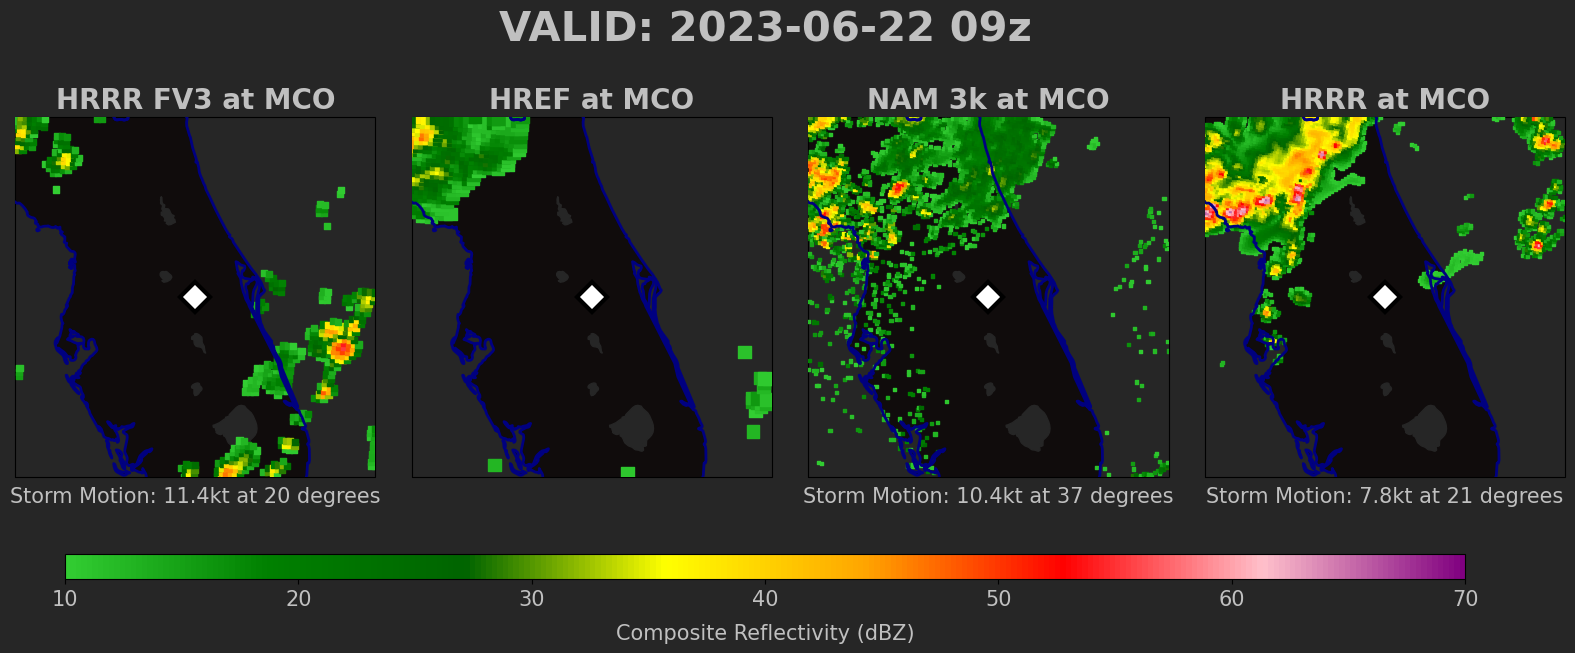 VALID: 2023-06-22 09z
HRRR FV3 at MCO
HREF at MCO
NAM 3k at MCO
HRRR at MCO
Storm Motion: 11.4kt at 20 degrees
Storm Motion: 10.4kt at 37 degrees
Storm Motion: 7.8kt at 21 degrees
10 20 30 40 50 60 70
Composite Reflectivity (dBZ)